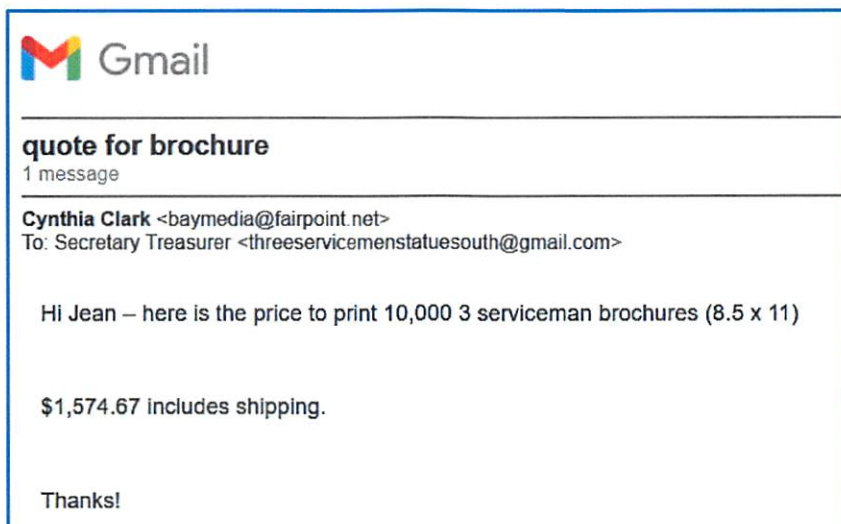 Gmail
quote for brochure
1 message
Cynthia Clark <baymedia@fairpoint.net>
To: Secretary Treasurer <threeservicemenstatuesouth@gmail.com>
Hi Jean – here is the price to print 10,000 3 serviceman brochures (8.5 x 11)
$1,574.67 includes shipping.
Thanks!